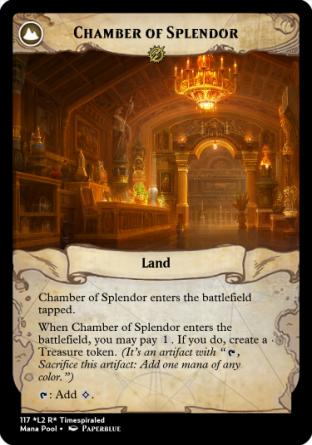 Chamber of Splendor
Land
Chamber of Splendor enters the battlefield
tapped.
When Chamber of Splendor enters the
battlefield, you may pay 1. If you do, create a
Treasure token. (It's an artifact with “, 
Sacrifice this artifact: Add one mana of any
color.”)
: Add .
117 *L2 R* Timespiraled
Mana Pool • Paperblue